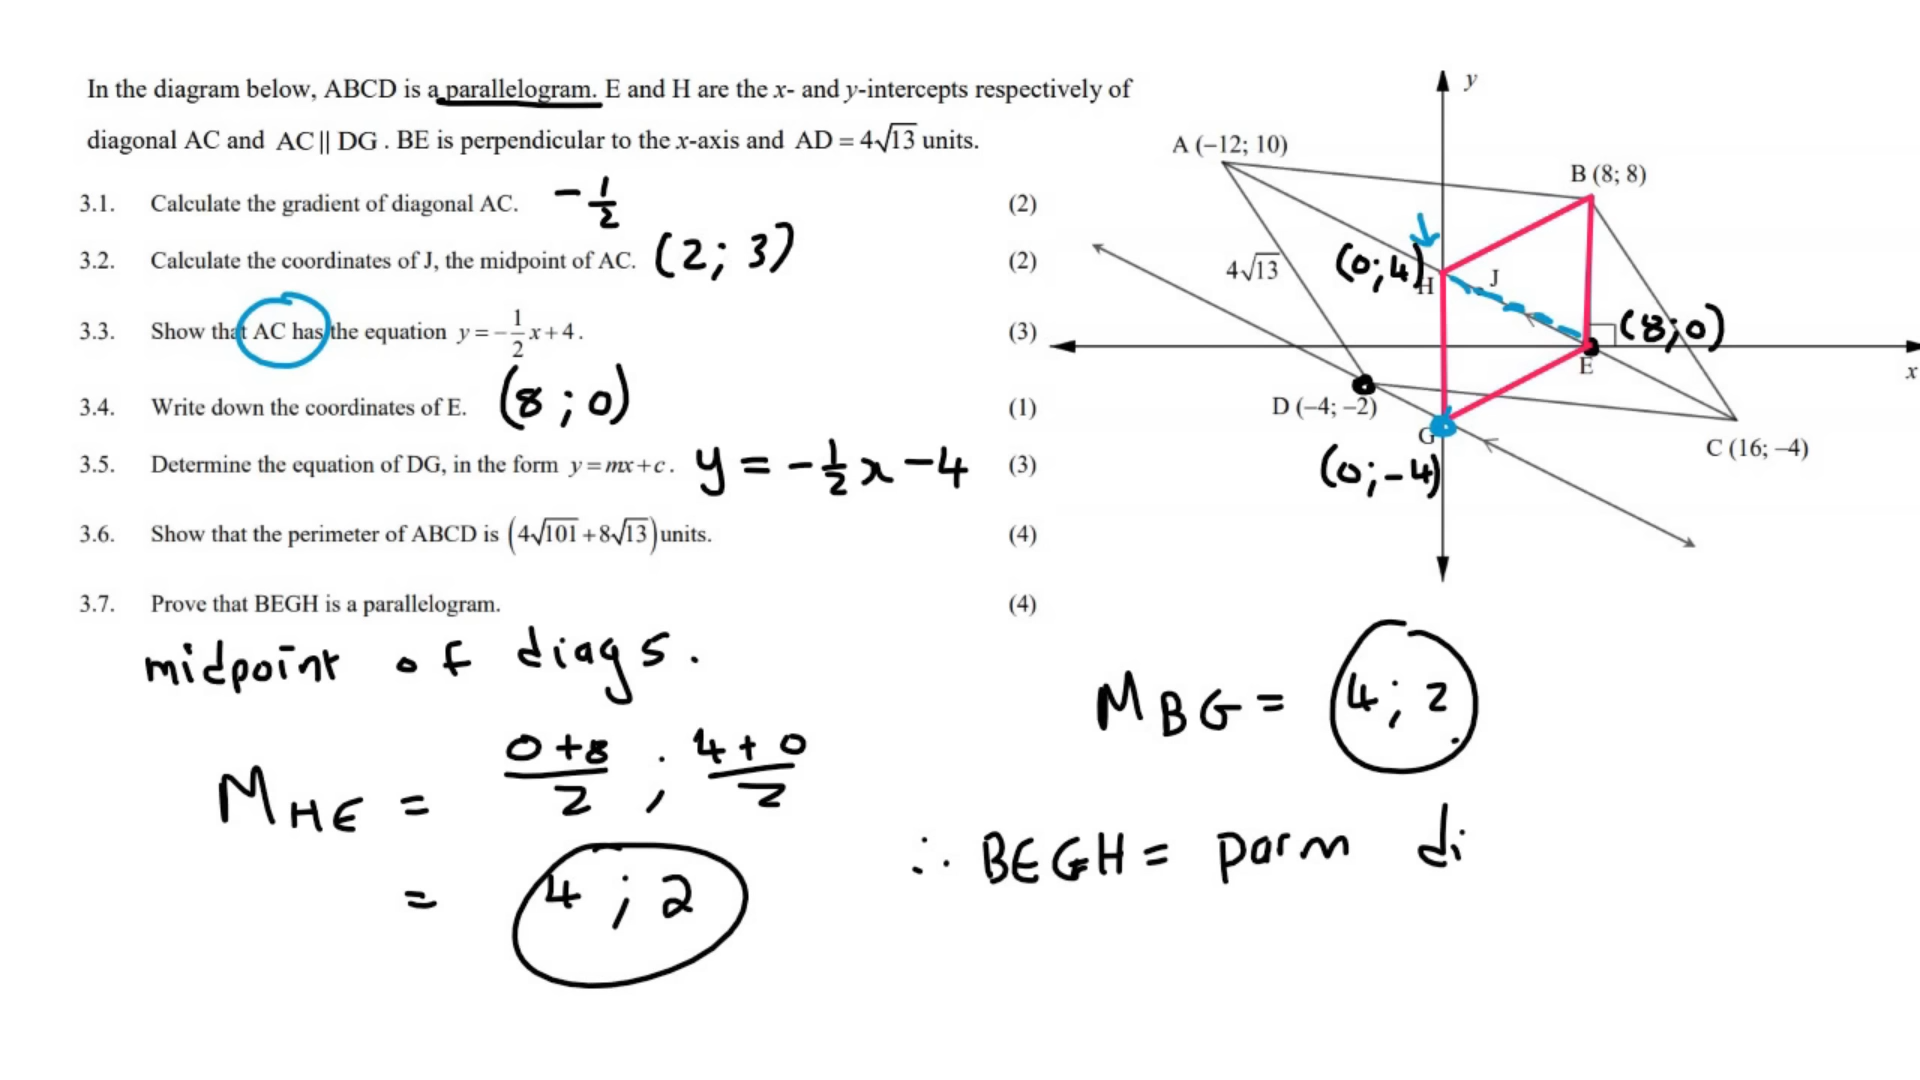 In the diagram below, ABCD is a parallelogram. E and H are the x- and y-intercepts respectively of
diagonal AC and AC || DG . BE is perpendicular to the x-axis and AD = 4√13 units.
3.1. Calculate the gradient of diagonal AC. -1/2 (2)
3.2. Calculate the coordinates of J, the midpoint of AC. (2; 3) (2)
3.3. Show that AC has the equation y = -1/2 x + 4 . (3)
3.4. Write down the coordinates of E. (8 ; 0) (1)
3.5. Determine the equation of DG, in the form y = mx + c . y = -1/2 x - 4 (3)
3.6. Show that the perimeter of ABCD is (4√101 + 8√13) units. (4)
3.7. Prove that BEGH is a parallelogram. (4)
y
A (–12; 10)
B (8; 8)
4√13
(0;4)
H
J
(8;0)
E
x
D (–4; –2)
G
C (16; –4)
(0;-4)
midpoint of diags.
M HE = 0+8/2 ; 4+0/2
= 4 ; 2
M BG = 4 ; 2
∴ BEGH = parm di